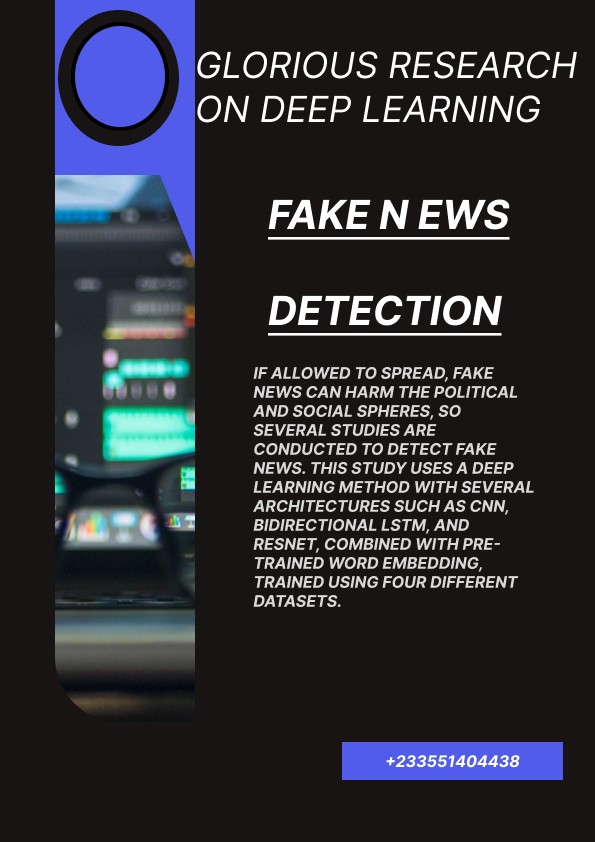 GLORIOUS RESEARCH
ON DEEP LEARNING
FAKE N EWS
DETECTION
IF ALLOWED TO SPREAD, FAKE
NEWS CAN HARM THE POLITICAL
AND SOCIAL SPHERES, SO
SEVERAL STUDIES ARE
CONDUCTED TO DETECT FAKE
NEWS. THIS STUDY USES A DEEP
LEARNING METHOD WITH SEVERAL
ARCHITECTURES SUCH AS CNN,
BIDIRECTIONAL LSTM, AND
RESNET, COMBINED WITH PRE-
TRAINED WORD EMBEDDING,
TRAINED USING FOUR DIFFERENT
DATASETS.
+233551404438